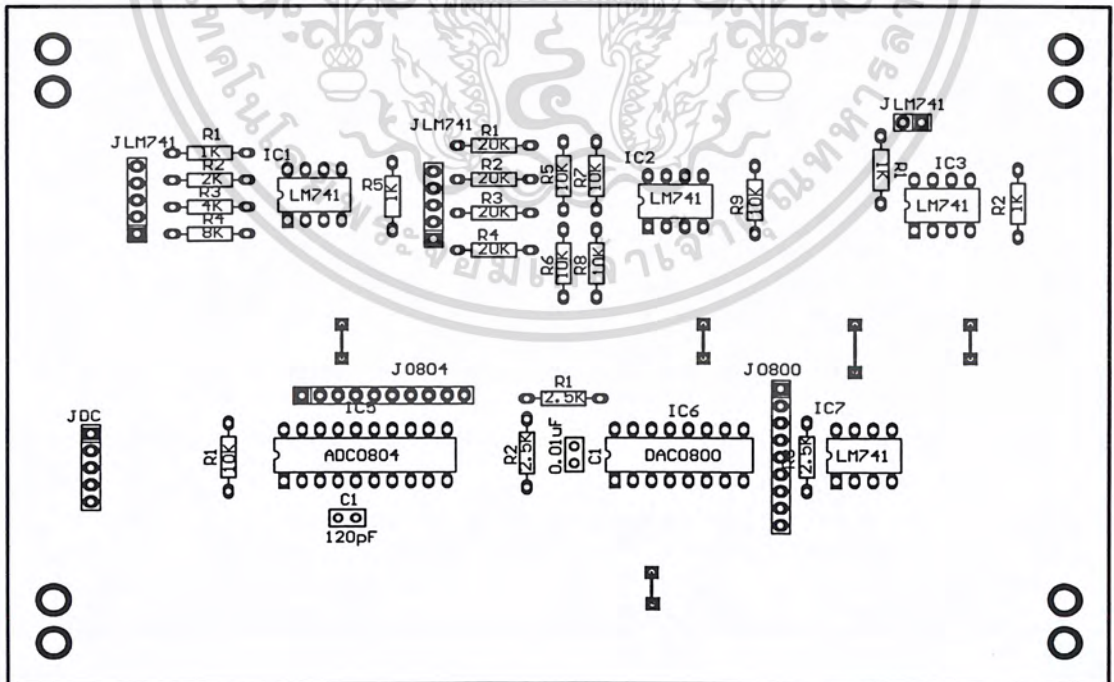 JLM741
R1
1K
R2
2K
R3
4K
R4
8K
IC1
LM741
R5
1K
JLM741
R1
20K
R2
20K
R3
20K
R4
20K
R5
10K
R7
10K
R6
10K
R8
10K
IC2
LM741
R9
10K
JLM741
R1
1K
IC3
LM741
R2
1K
JDC
R1
10K
J0804
IC5
ADC0804
C1
120pF
R1
2.5K
R2
2.5K
0.01uF
C1
IC6
DAC0800
J0800
2.5K
IC7
LM741